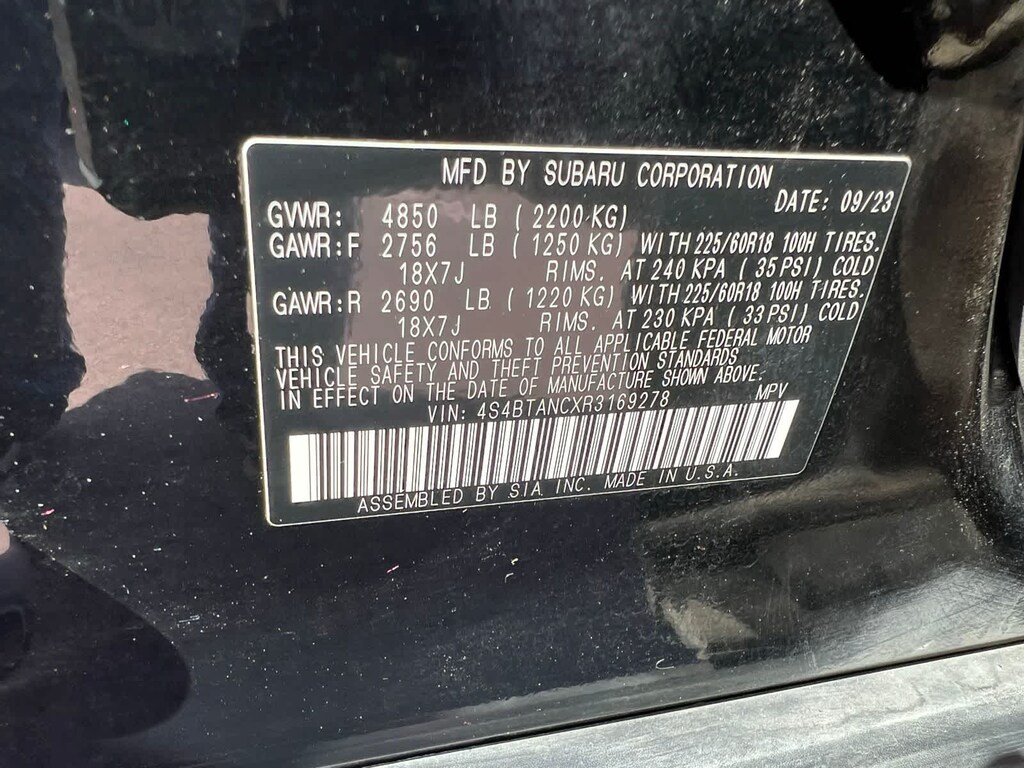 MFD BY SUBARU CORPORATION
DATE: 09/23
GVWR: 4850 LB (2200 KG)
GAWR:F 2756 LB (1250 KG) WITH 225/60R18 100H TIRES.
18X7J RIMS. AT 240 KPA (35 PSI) COLD
GAWR:R 2690 LB (1220 KG) WITH 225/60R18 100H TIRES.
18X7J RIMS. AT 230 KPA (33 PSI) COLD
THIS VEHICLE CONFORMS TO ALL APPLICABLE FEDERAL MOTOR
VEHICLE SAFETY AND THEFT PREVENTION STANDARDS
IN EFFECT ON THE DATE OF MANUFACTURE SHOWN ABOVE.
VIN: 4S4BTANCXR3169278 MPV
ASSEMBLED BY SIA INC. MADE IN U.S.A.